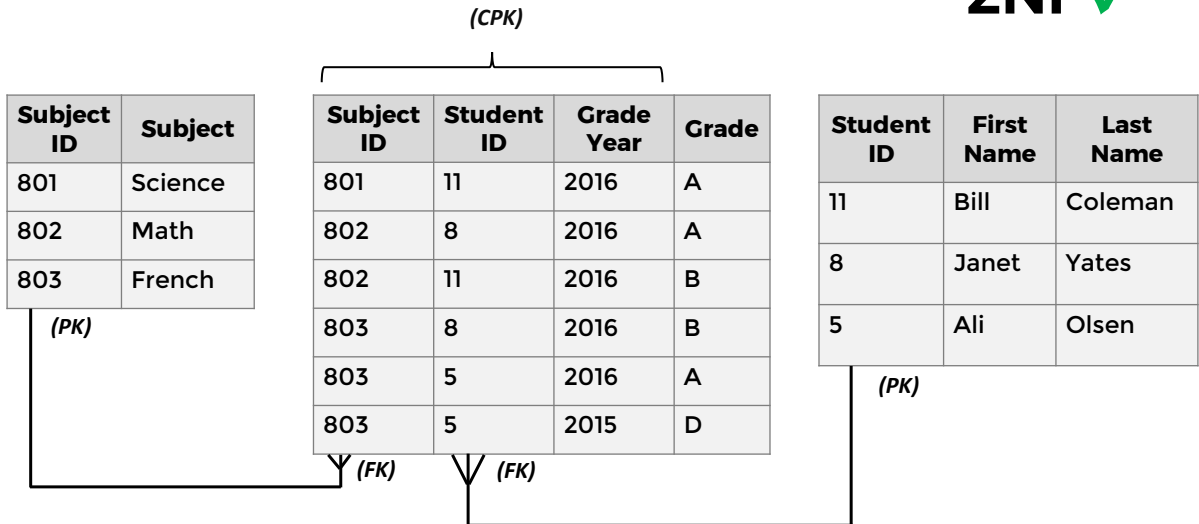 2NF
(CPK)
Subject ID Subject
801 Science
802 Math
803 French
(PK)
Subject ID Student ID Grade Year Grade
801 11 2016 A
802 8 2016 A
802 11 2016 B
803 8 2016 B
803 5 2016 A
803 5 2015 D
(FK) (FK)
Student ID First Name Last Name
11 Bill Coleman
8 Janet Yates
5 Ali Olsen
(PK)